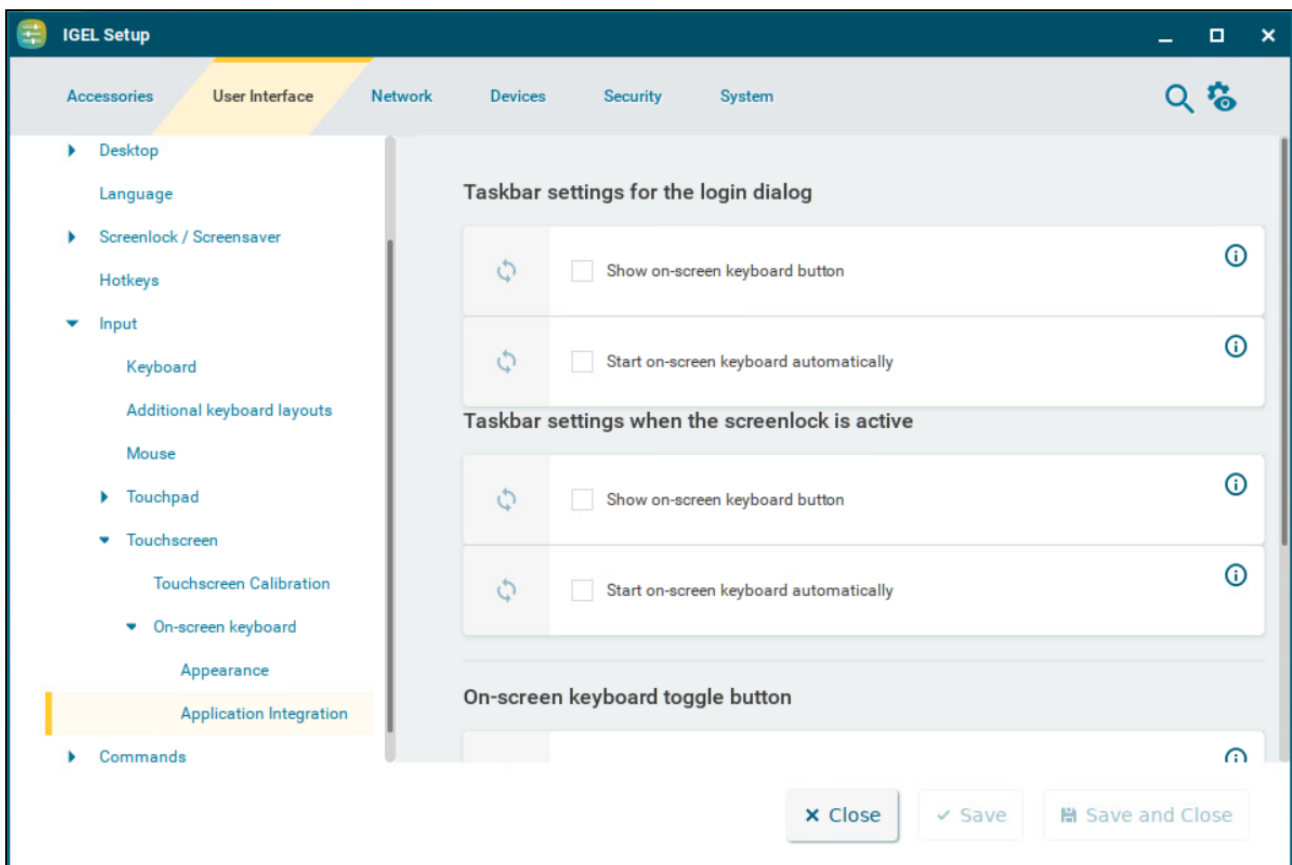 IGEL Setup
Accessories
User Interface
Network
Devices
Security
System
Desktop
Language
Screenlock / Screensaver
Hotkeys
Input
Keyboard
Additional keyboard layouts
Mouse
Touchpad
Touchscreen
Touchscreen Calibration
On-screen keyboard
Appearance
Application Integration
Commands
Taskbar settings for the login dialog
Show on-screen keyboard button
Start on-screen keyboard automatically
Taskbar settings when the screenlock is active
Show on-screen keyboard button
Start on-screen keyboard automatically
On-screen keyboard toggle button
Close
Save
Save and Close